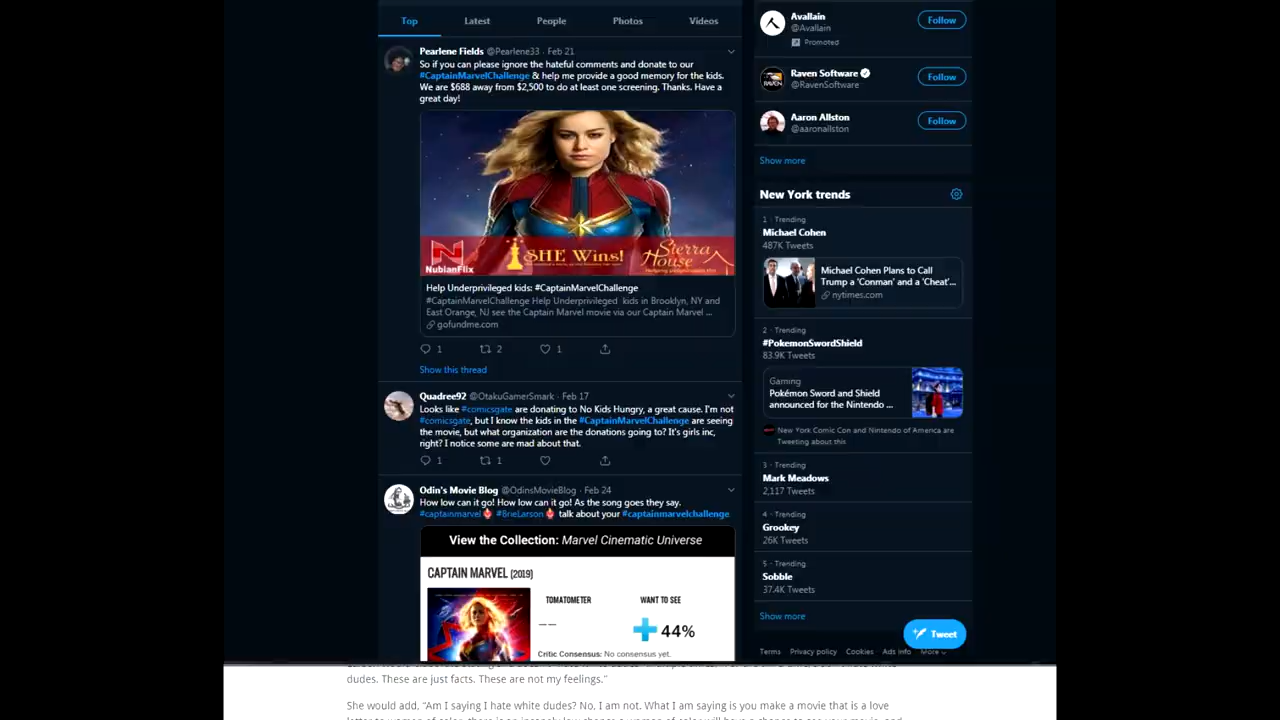 Top
Latest
People
Photos
Videos
Pearlene Fields @Pearlene33 · Feb 21
So if you can please ignore the hateful comments and donate to our
#CaptainMarvelChallenge & help me provide a good memory for the kids.
We are $688 away from $2,500 to do at least one screening. Thanks. Have a
great day!
NubianFlix
SHE Wins!
Sierra
House
Help Underprivileged kids: #CaptainMarvelChallenge
#CaptainMarvelChallenge Help Underprivileged kids in Brooklyn, NY and
East Orange, NJ see the Captain Marvel movie via our Captain Marvel ...
gofundme.com
1
2
1
Show this thread
Quadree92 @OtakuGamerSmark · Feb 17
Looks like #comicsgate are donating to No Kids Hungry, a great cause. I'm not
#comicsgate, but I know the kids in the #CaptainMarvelChallenge are seeing
the movie, but what organization are the donations going to? It's girls inc,
right? I notice some are mad about that.
1
1
Odin's Movie Blog @OdinsMovieBlog · Feb 24
How low can it go! How low can it go! As the song goes they say.
#captainmarvel #BrieLarson talk about your #captainmarvelchallenge
View the Collection: Marvel Cinematic Universe
CAPTAIN MARVEL (2019)
TOMATOMETER
WANT TO SEE
--
44%
Critic Consensus: No consensus yet.
Avallain
@Avallain
Promoted
Follow
Raven Software
@RavenSoftware
Follow
Aaron Allston
@aaronallston
Follow
Show more
New York trends
1 · Trending
Michael Cohen
487K Tweets
Michael Cohen Plans to Call
Trump a 'Conman' and a 'Cheat'...
nytimes.com
2 · Trending
#PokemonSwordShield
83.9K Tweets
Gaming
Pokémon Sword and Shield
announced for the Nintendo ...
New York Comic Con and Nintendo of America are
Tweeting about this
3 · Trending
Mark Meadows
2,117 Tweets
4 · Trending
Grookey
26K Tweets
5 · Trending
Sobble
37.4K Tweets
Show more
Tweet
Terms Privacy policy Cookies Ads info More
dudes. These are just facts. These are not my feelings."
She would add, "Am I saying I hate white dudes? No, I am not. What I am saying is you make a movie that is a love